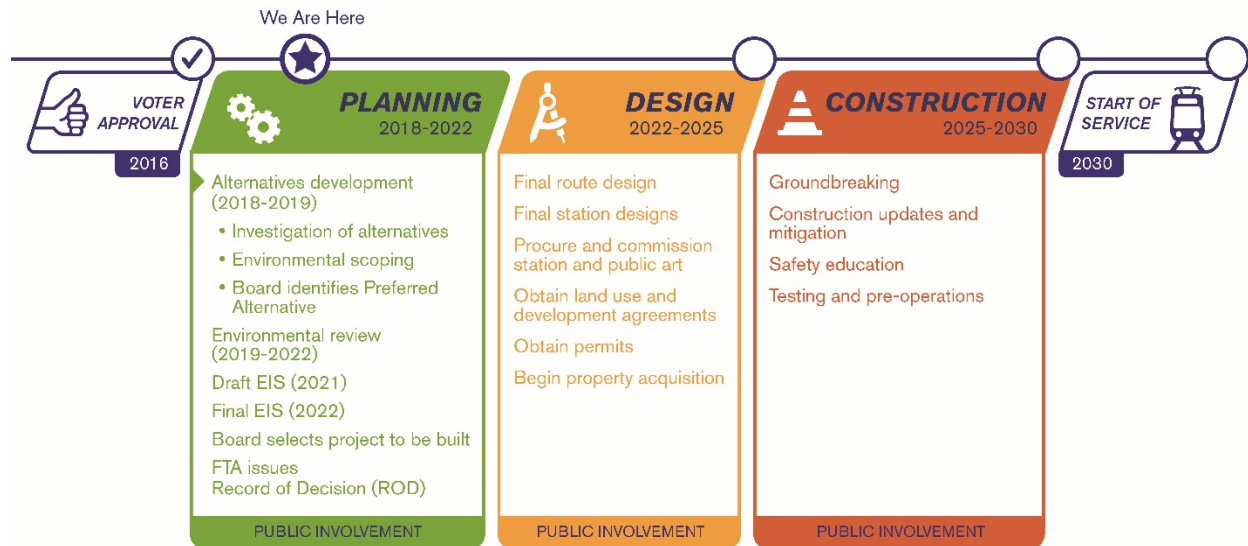 We Are Here
VOTER
APPROVAL
2016
PLANNING
2018-2022
Alternatives development
(2018-2019)
• Investigation of alternatives
• Environmental scoping
• Board identifies Preferred
Alternative
Environmental review
(2019-2022)
Draft EIS (2021)
Final EIS (2022)
Board selects project to be built
FTA issues
Record of Decision (ROD)
PUBLIC INVOLVEMENT
DESIGN
2022-2025
Final route design
Final station designs
Procure and commission
station and public art
Obtain land use and
development agreements
Obtain permits
Begin property acquisition
PUBLIC INVOLVEMENT
CONSTRUCTION
2025-2030
Groundbreaking
Construction updates and
mitigation
Safety education
Testing and pre-operations
PUBLIC INVOLVEMENT
START OF
SERVICE
2030